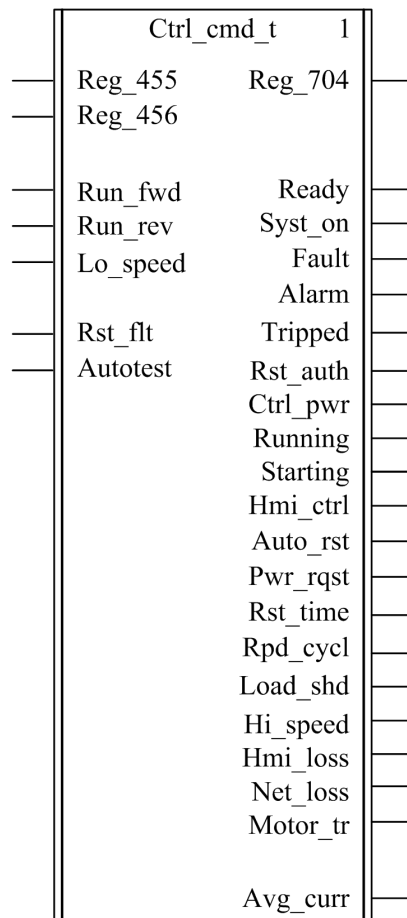 Ctrl_cmd_t 1
Reg_455 Reg_704
Reg_456
Run_fwd Ready
Run_rev Syst_on
Lo_speed Fault
Alarm
Rst_flt Tripped
Autotest Rst_auth
Ctrl_pwr
Running
Starting
Hmi_ctrl
Auto_rst
Pwr_rqst
Rst_time
Rpd_cycl
Load_shd
Hi_speed
Hmi_loss
Net_loss
Motor_tr
Avg_curr